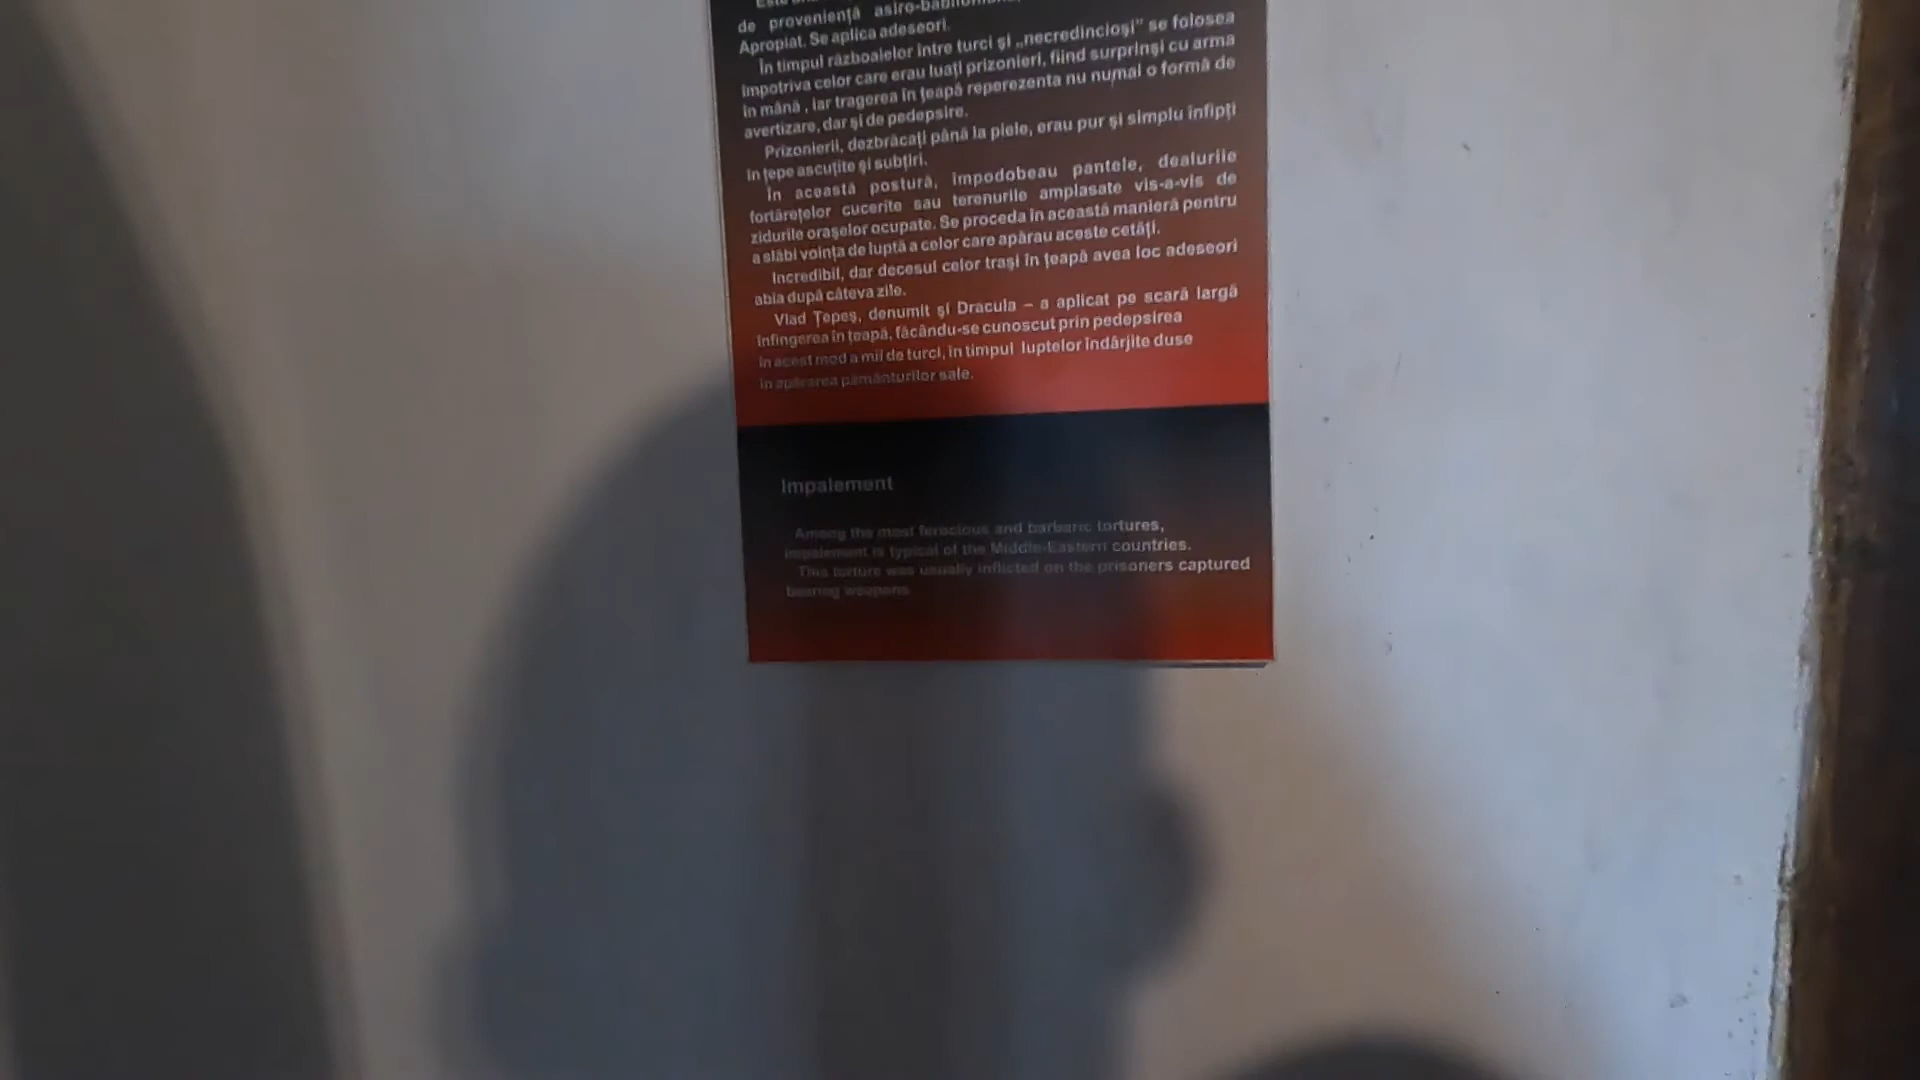 de proveniență asiro-babiloniană
Apropiat. Se aplica adeseori.
În timpul războaielor între turci și „necredincioși” se folosea
împotriva celor care erau luați prizonieri, fiind surprinși cu arma
în mână , iar tragerea în țeapă reperezenta nu numai o formă de
avertizare, dar și de pedepsire.
Prizonierii, dezbrăcați până la piele, erau pur și simplu înfipți
în țepe ascuțite și subțiri.
În această postură, împodobeau pantele, dealurile
fortărețelor cucerite sau terenurile amplasate vis-a-vis de
zidurile orașelor ocupate. Se proceda în această manieră pentru
a slăbi voința de luptă a celor care apărau aceste cetăți.
Incredibil, dar decesul celor trași în țeapă avea loc adeseori
abia după câteva zile.
Vlad Țepeș, denumit și Dracula – a aplicat pe scară largă
înfingerea în țeapă, făcându-se cunoscut prin pedepsirea
în acest mod a mii de turci, în timpul luptelor îndârjite duse
în apărarea pământurilor sale.
Impalement
Among the most ferocious and barbaric tortures,
impalement is typical of the Middle-Eastern countries.
This torture was usually inflicted on the prisoners captured
bearing weapons.